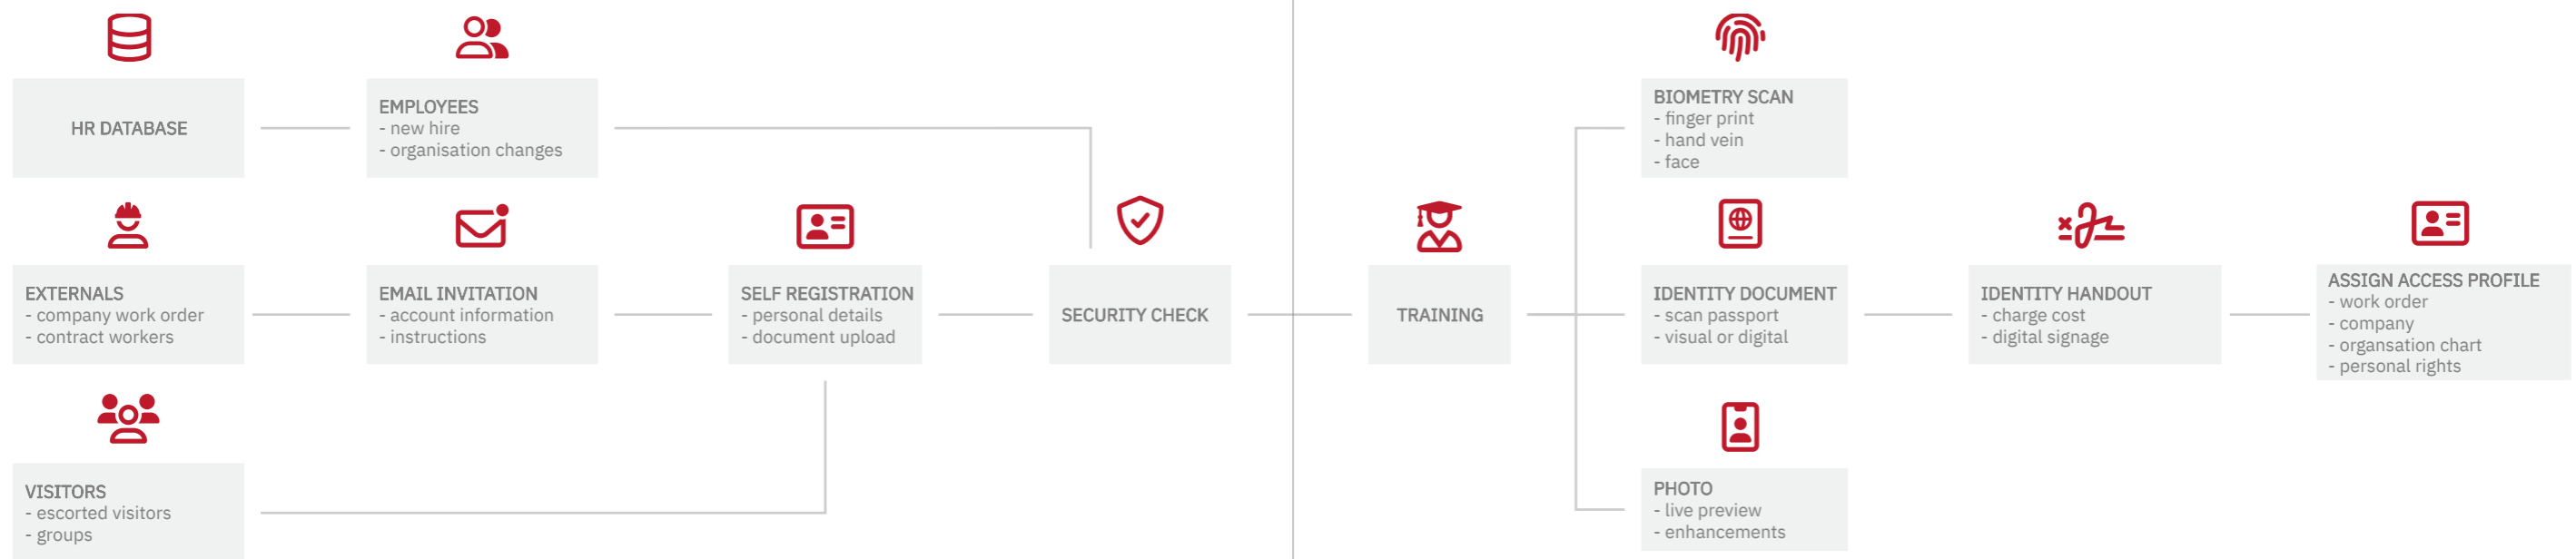 HR DATABASE
EMPLOYEES
- new hire
- organisation changes
EXTERNALS
- company work order
- contract workers
EMAIL INVITATION
- account information
- instructions
SELF REGISTRATION
- personal details
- document upload
SECURITY CHECK
VISITORS
- escorted visitors
- groups
TRAINING
BIOMETRY SCAN
- finger print
- hand vein
- face
IDENTITY DOCUMENT
- scan passport
- visual or digital
PHOTO
- live preview
- enhancements
IDENTITY HANDOUT
- charge cost
- digital signage
ASSIGN ACCESS PROFILE
- work order
- company
- organsation chart
- personal rights